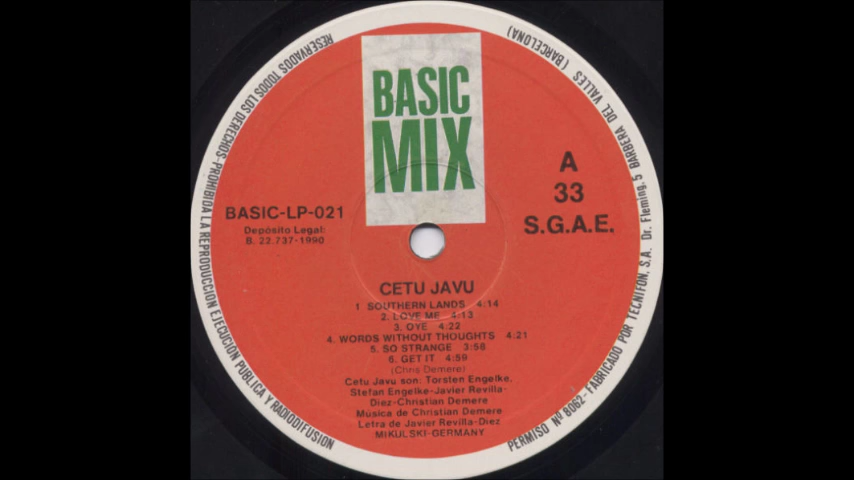 BASIC
MIX
A
33
S.G.A.E.
BASIC-LP-021
Depósito Legal:
B. 22.737-1990
CETU JAVU
1 SOUTHERN LANDS 4:14
2. LOVE ME 4:13
3. OYE 4:22
4. WORDS WITHOUT THOUGHTS 4:21
5. SO STRANGE 3:58
6. GET IT 4:59
(Chris Demere)
Cetu Javu son: Torsten Engelke,
Stefan Engelke-Javier Revilla-
Diez-Christian Demere
Música de Christian Demere
Letra de Javier Revilla-Diez
MIKULSKI-GERMANY
RESERVADOS TODOS LOS DERECHOS-PROHIBIDA LA REPRODUCCION EJECUCION PUBLICA Y RADIODIFUSION
PERMISO Nº 8062-FABRICADO POR TECNIFON, S.A. Dr. Fleming, 5 BARBERA DEL VALLES (BARCELONA)